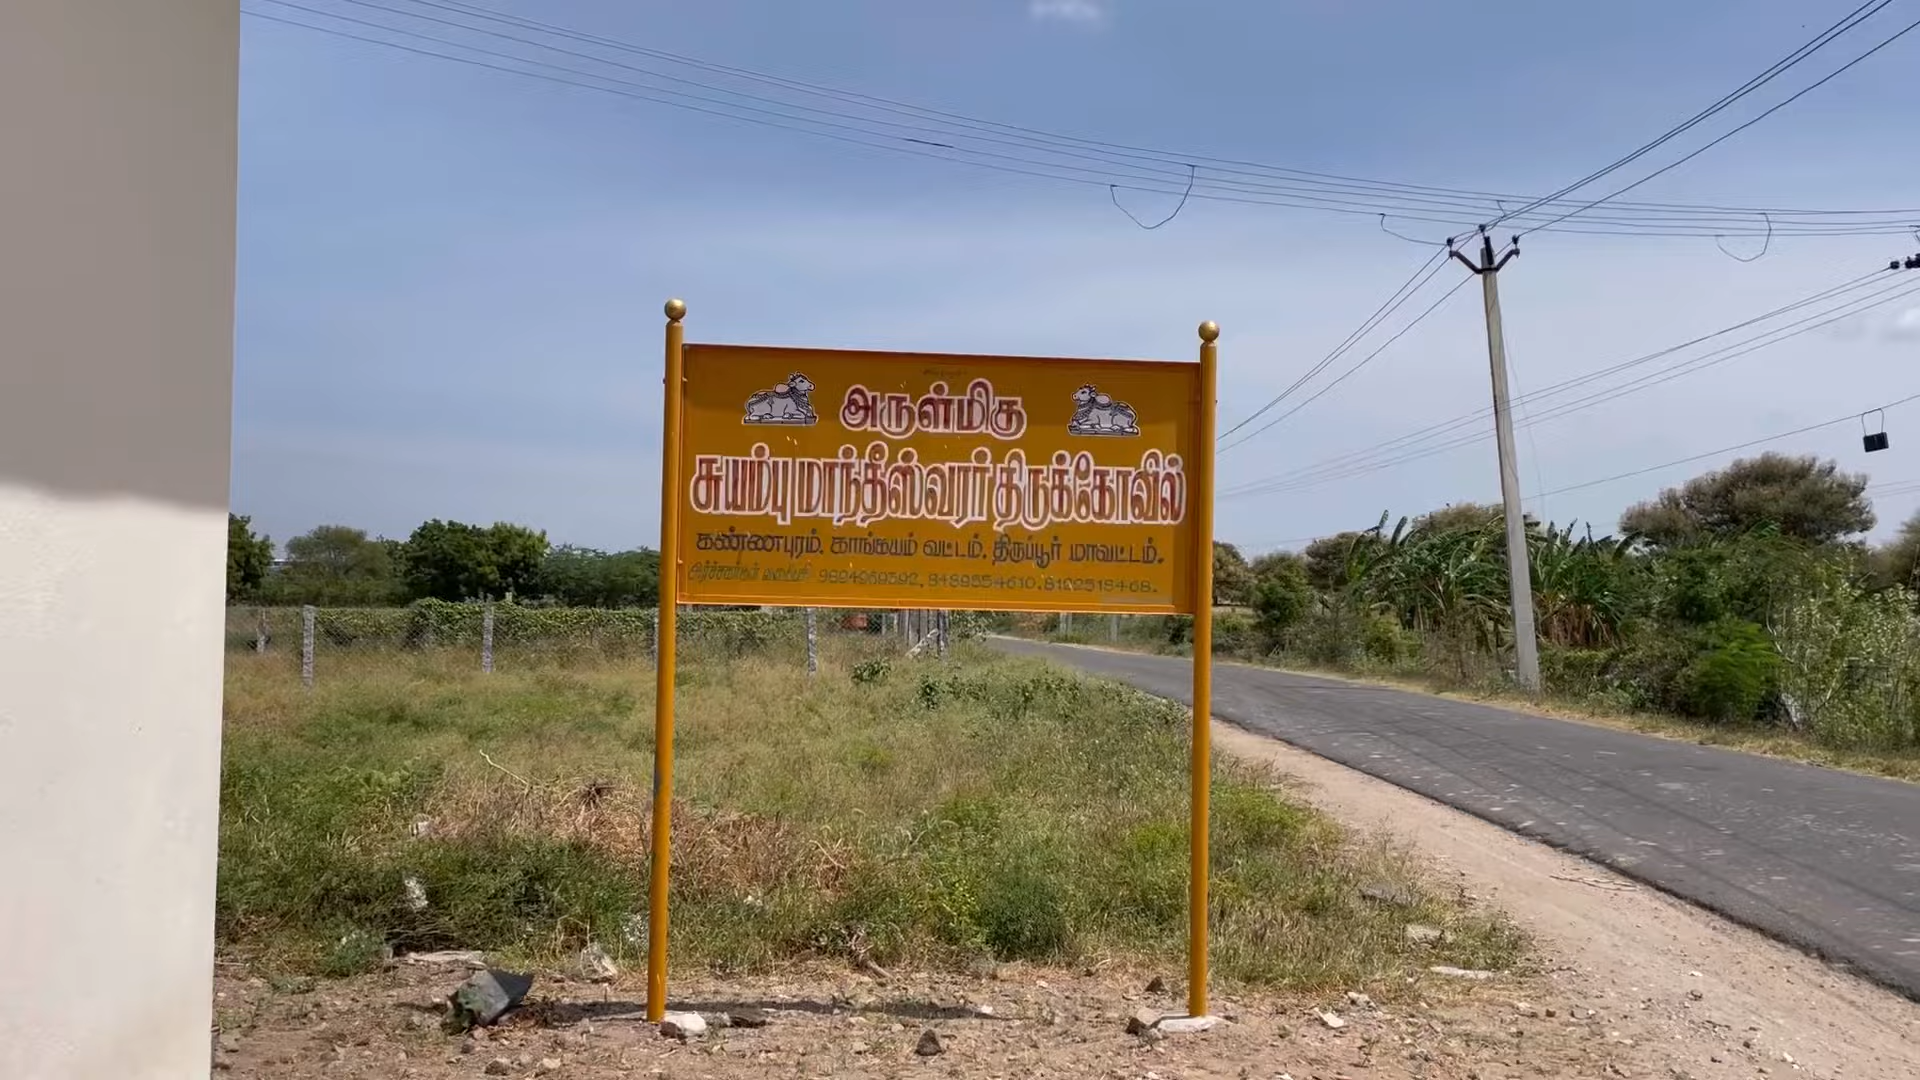 அருள்மிகு
சுயம்பு மாந்தீஸ்வரர் திருக்கோவில்
கண்ணபுரம். காங்கயம் வட்டம். திருப்பூர் மாவட்டம்.